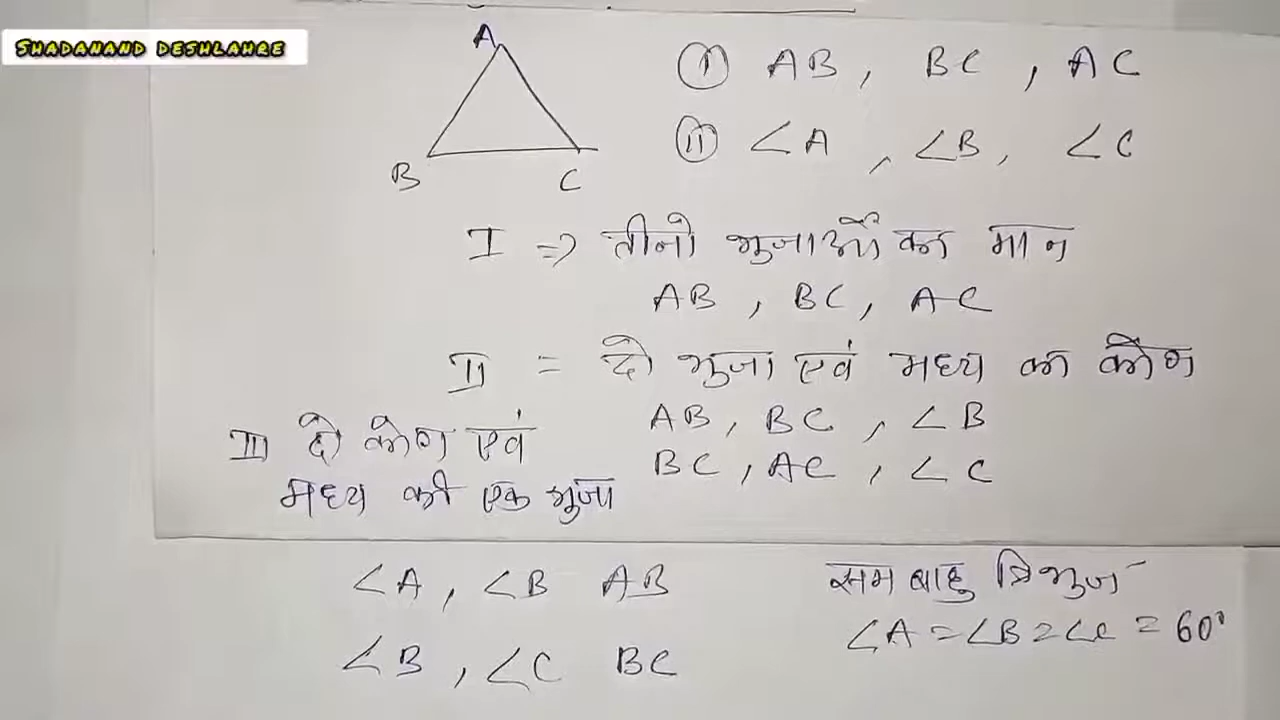 SHADANAND DESHLAHRE
A
B
C
(I) AB, BC, AC
(II) ∠A, ∠B, ∠C
I ⇒ तीनो भुजाओं का मान
AB, BC, AC
II = दो भुजा एवं मध्य का कोण
AB, BC, ∠B
BC, AC, ∠C
III दो कोण एवं
मध्य की एक भुजा
∠A, ∠B AB
∠B, ∠C BC
सम बाहु त्रिभुज
∠A = ∠B = ∠C = 60°